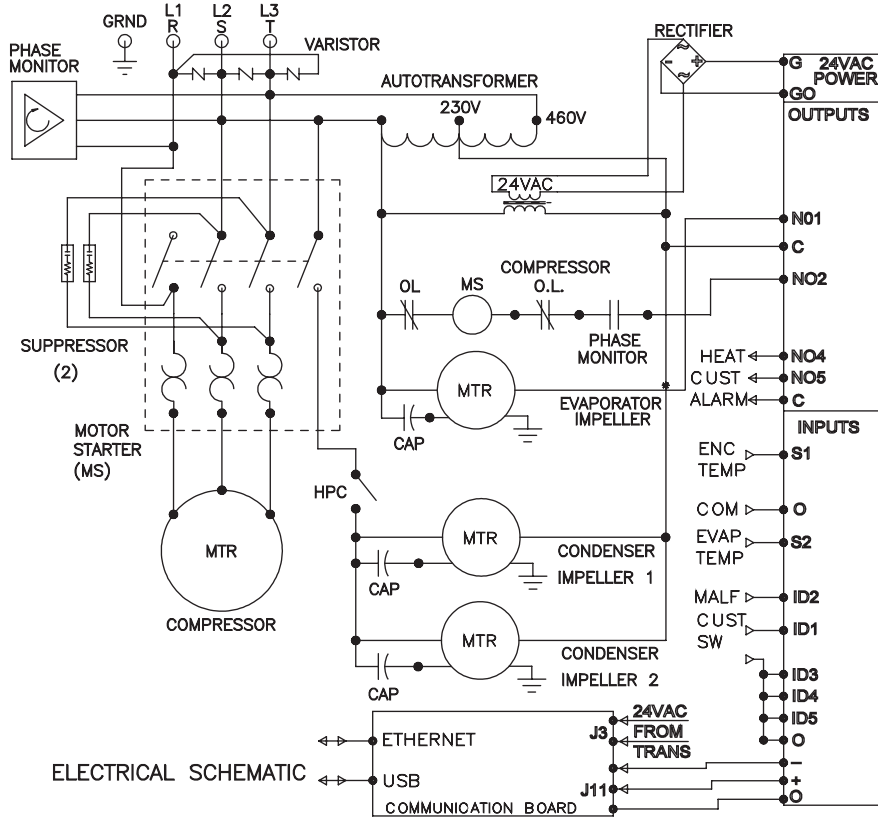 GRND
L1
R
L2
S
L3
T
VARISTOR
PHASE
MONITOR
RECTIFIER
AUTOTRANSFORMER
230V
460V
24VAC
G
24VAC
POWER
GO
OUTPUTS
NO1
C
NO2
COMPRESSOR
OL
MS
O.L.
PHASE
MONITOR
HEAT
NO4
CUST
NO5
ALARM
C
MTR
EVAPORATOR
IMPELLER
CAP
SUPPRESSOR
(2)
MOTOR
STARTER
(MS)
INPUTS
ENC
TEMP
S1
HPC
COM
O
EVAP
TEMP
S2
MTR
COMPRESSOR
MTR
CONDENSER
IMPELLER 1
CAP
MALF
ID2
CUST
SW
ID1
MTR
CONDENSER
IMPELLER 2
CAP
ID3
ID4
ID5
O
-
+
O
24VAC
FROM
TRANS
J3
J11
ETHERNET
USB
COMMUNICATION BOARD
ELECTRICAL SCHEMATIC